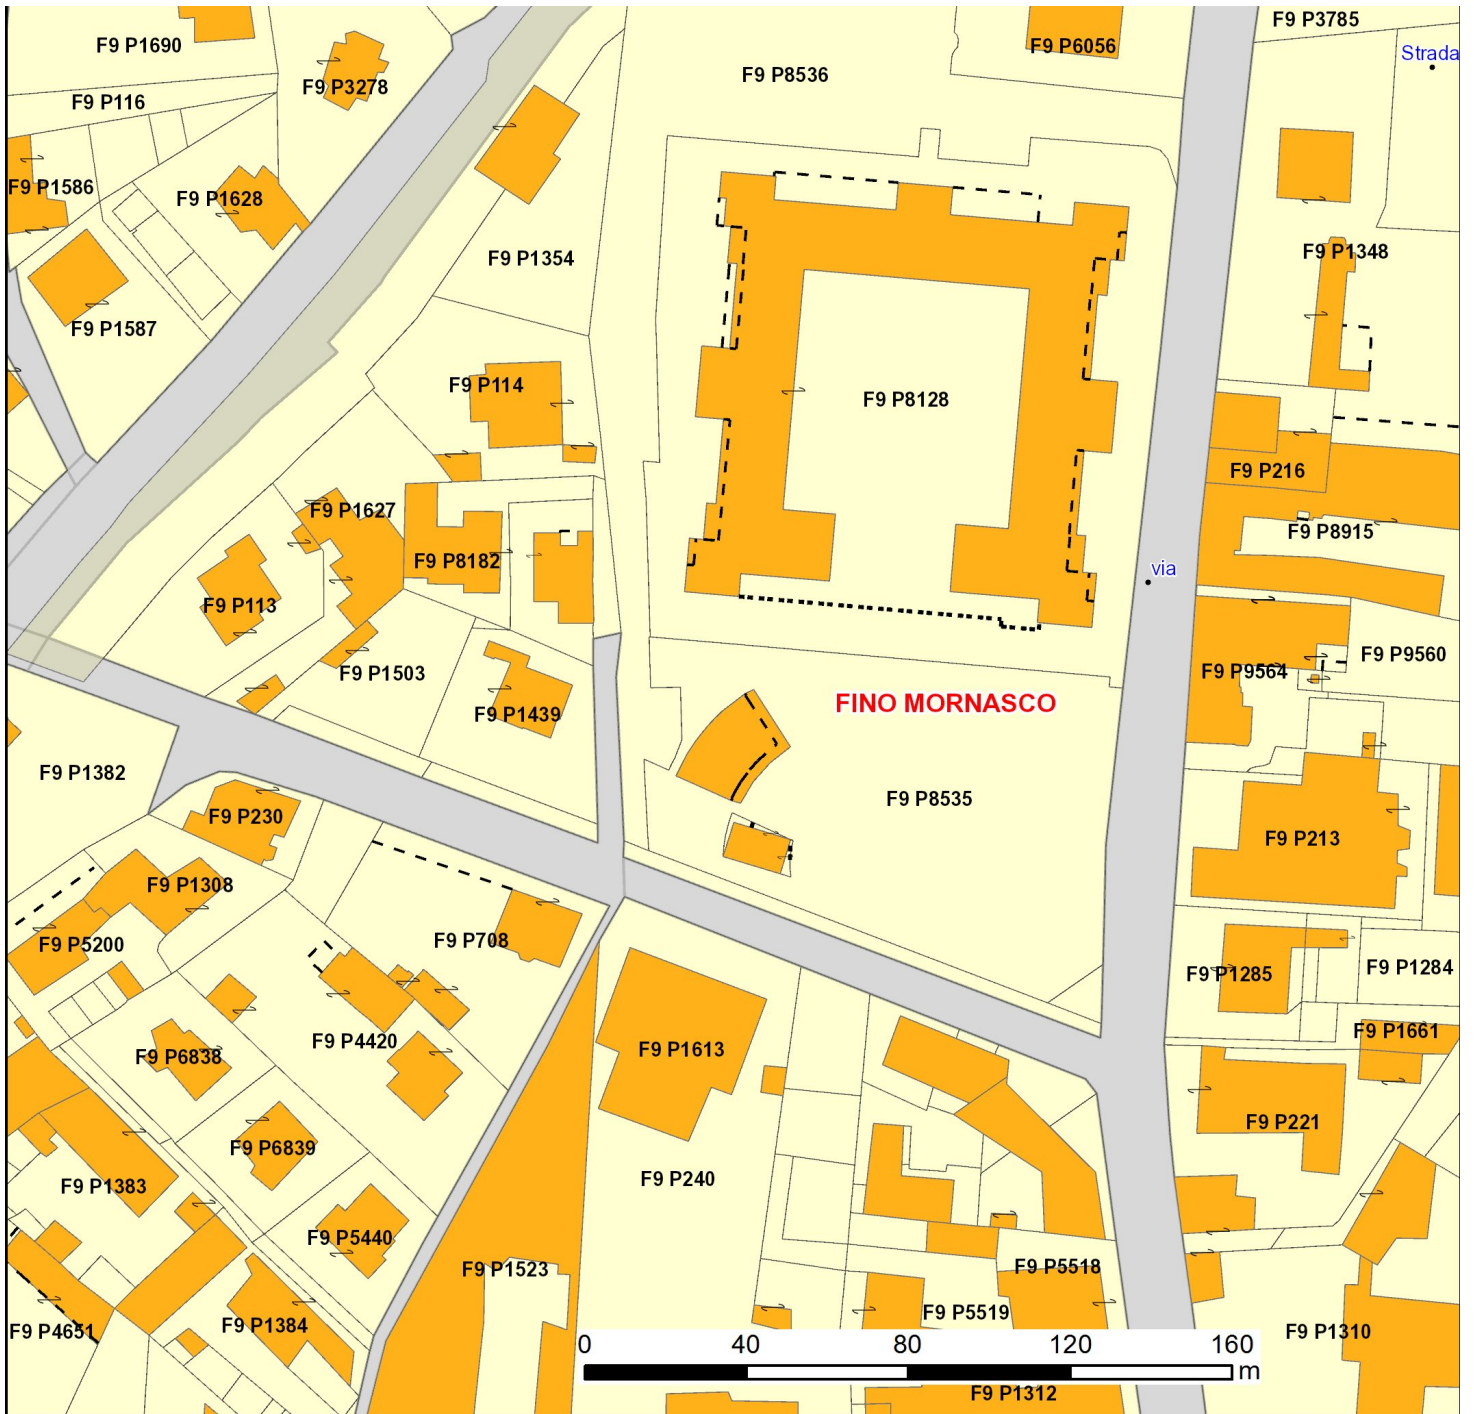 F9 P3785
F9 P1690
F9 P6056
Strada
F9 P8536
F9 P3278
F9 P116
F9 P1586
F9 P1628
F9 P1348
F9 P1354
F9 P1587
F9 P114
F9 P8128
F9 P216
F9 P1627
F9 P8915
F9 P8182
via
F9 P113
F9 P9560
F9 P1503
F9 P9564
FINO MORNASCO
F9 P1439
F9 P1382
F9 P8535
F9 P230
F9 P213
F9 P1308
F9 P708
F9 P5200
F9 P1284
F9 P1285
F9 P1661
F9 P4420
F9 P1613
F9 P6838
F9 P221
F9 P6839
F9 P240
F9 P1383
F9 P5440
F9 P1523
F9 P5518
F9 P5519
F9 P1384
F9 P4651
F9 P1310
0 40 80 120 160
m
F9 P1312